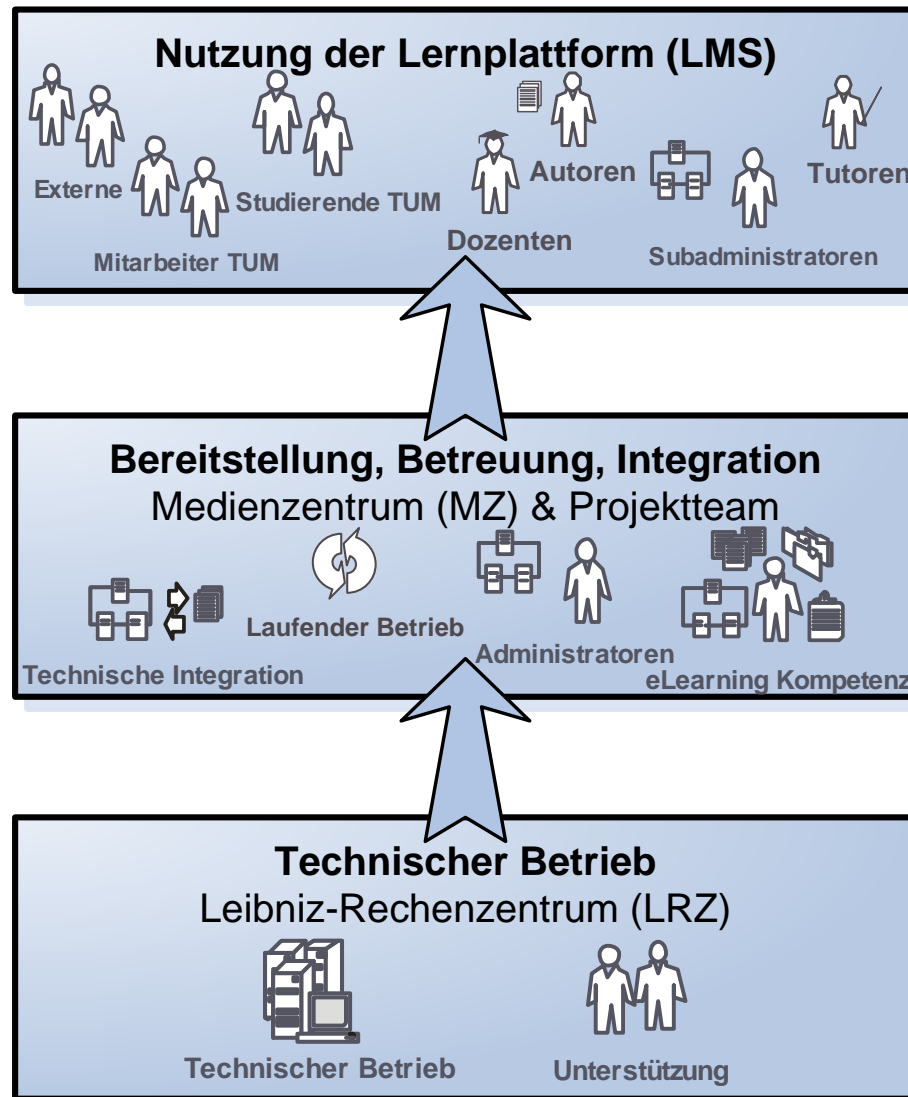 Nutzung der Lernplattform (LMS)
Externe
Mitarbeiter TUM
Studierende TUM
Dozenten
Autoren
Subadministratoren
Tutoren
Bereitstellung, Betreuung, Integration
Medienzentrum (MZ) & Projektteam
Technische Integration
Laufender Betrieb
Administratoren
eLearning Kompetenz
Technischer Betrieb
Leibniz-Rechenzentrum (LRZ)
Technischer Betrieb
Unterstützung